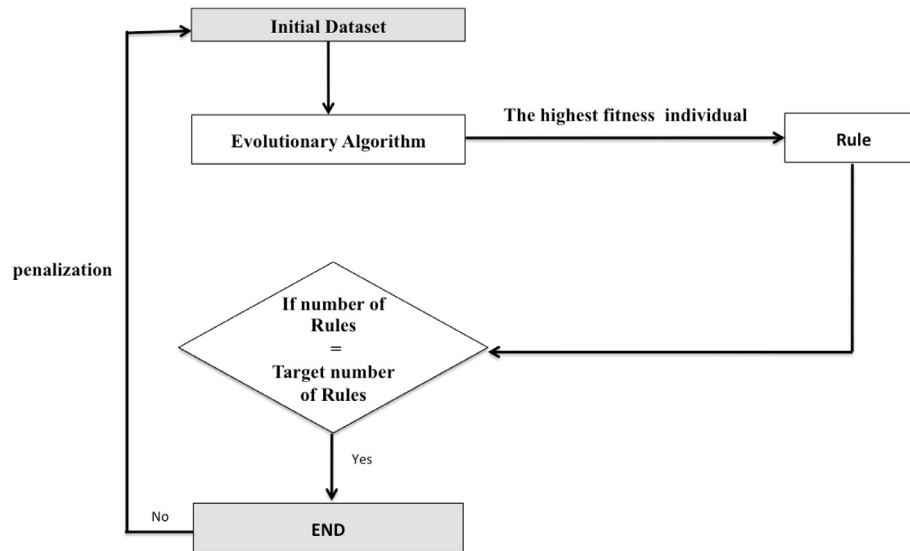 Initial Dataset
The highest fitness individual
Evolutionary Algorithm
Rule
penalization
If number of
Rules
=
Target number
of Rules
Yes
No
END